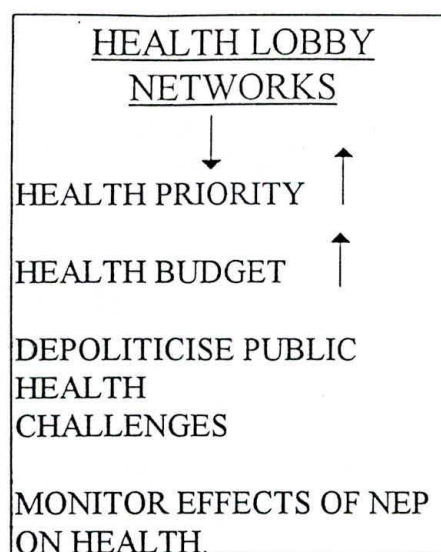 HEALTH LOBBY
NETWORKS
HEALTH PRIORITY
HEALTH BUDGET
DEPOLITICISE PUBLIC
HEALTH
CHALLENGES
MONITOR EFFECTS OF NEP
ON HEALTH.